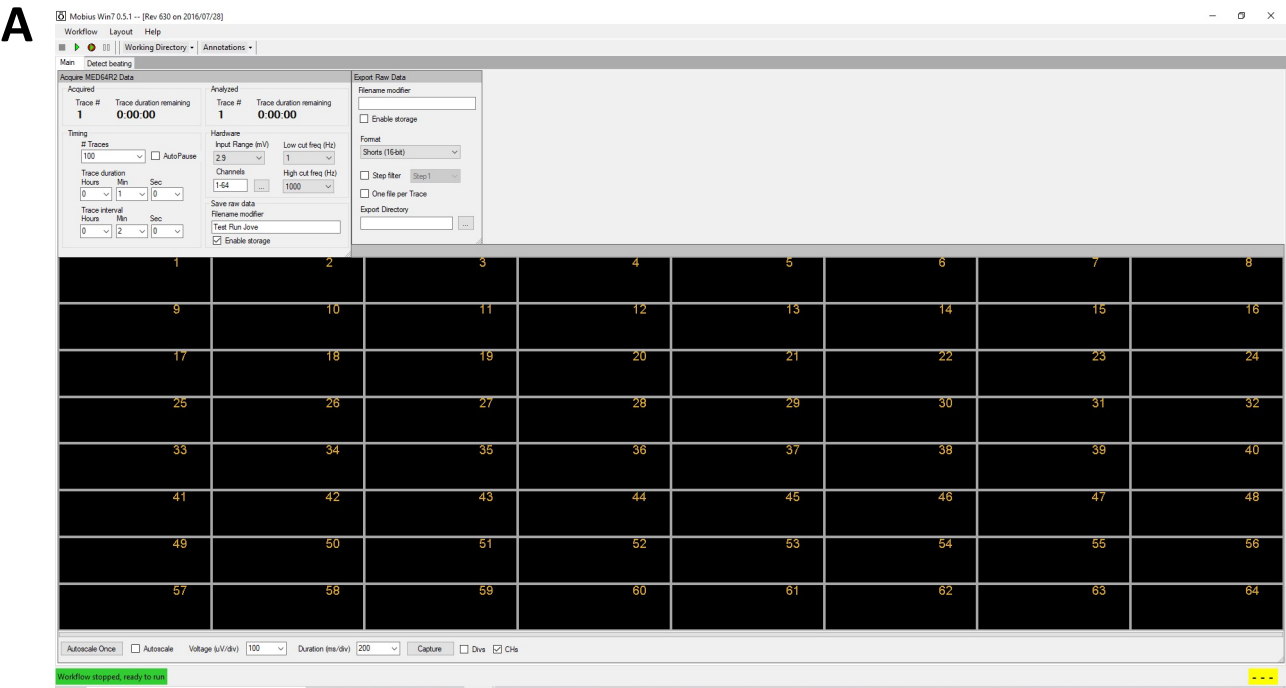 A
Mobius Win7 0.5.1 -- [Rev 630 on 2016/07/28]
Workflow Layout Help
Working Directory Annotations
Main Detect beating
Acquire MED64R2 Data
Acquired
Trace # Trace duration remaining
1 0:00:00
Analyzed
Trace # Trace duration remaining
1 0:00:00
Timing
# Traces
100 AutoPause
Trace duration
Hours Min Sec
0 1 0
Trace interval
Hours Min Sec
0 2 0
Hardware
Input Range (mV) Low cut freq (Hz)
2.9 1
Channels High cut freq (Hz)
1-64 ... 1000
Save raw data
Filename modifier
Test Run Jove
Enable storage
Export Raw Data
Filename modifier
Enable storage
Format
Shorts (16-bit)
Step filter Step1
One file per Trace
Export Directory
...
1 2 3 4 5 6 7 8
9 10 11 12 13 14 15 16
17 18 19 20 21 22 23 24
25 26 27 28 29 30 31 32
33 34 35 36 37 38 39 40
41 42 43 44 45 46 47 48
49 50 51 52 53 54 55 56
57 58 59 60 61 62 63 64
Autoscale Once Autoscale Voltage (uV/div) 100 Duration (ms/div) 200 Capture Divs CHs
Workflow stopped, ready to run - - -